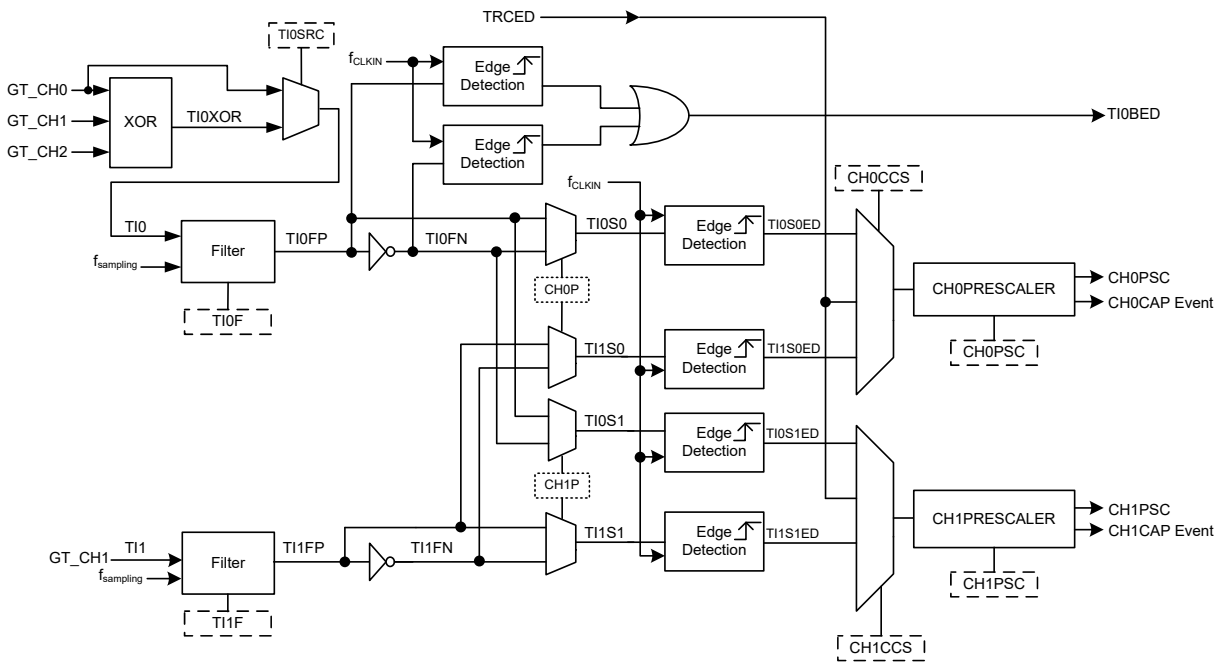 TRCED
TI0SRC
fCLKIN
Edge
Detection
GT_CH0
GT_CH1
GT_CH2
XOR
TI0XOR
TI0BED
Edge
Detection
fCLKIN
CH0CCS
TI0
fsampling
Filter
TI0FP
TI0FN
TI0S0
Edge
Detection
TI0S0ED
TI0F
CH0P
CH0PRESCALER
CH0PSC
CH0CAP Event
CH0PSC
TI1S0
Edge
Detection
TI1S0ED
TI0S1
Edge
Detection
TI0S1ED
CH1P
GT_CH1
TI1
fsampling
Filter
TI1FP
TI1FN
TI1S1
Edge
Detection
TI1S1ED
CH1PRESCALER
CH1PSC
CH1CAP Event
TI1F
CH1PSC
CH1CCS